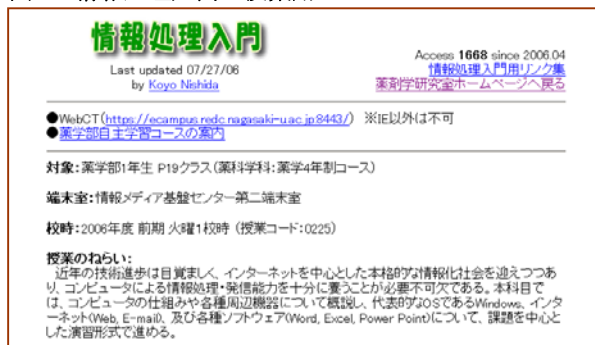 情報処理入門
Last updated 07/27/06
by Koyo Nishida
Access 1668 since 2006.04
情報処理入門用リンク集
薬剤学研究室ホームページへ戻る
●WebCT(https://ecampus.redc.nagasaki-u.ac.jp:8443/) ※IE以外は不可
●薬学部自主学習コースの案内
対象:薬学部1年生 P19クラス(薬科学科:薬学4年制コース)
端末室:情報メディア基盤センター第二端末室
校時:2006年度 前期 火曜1校時 (授業コード:0225)
授業のねらい:
近年の技術進歩は目覚ましく、インターネットを中心とした本格的な情報化社会を迎えつつあ
り、コンピュータによる情報処理・発信能力を十分に養うことが必要不可欠である。本科目で
は、コンピュータの仕組みや各種周辺機器について概説し、代表的なOSであるWindows、インタ
ーネット(Web, E-mail)、及び各種ソフトウェア(Word, Excel, Power Point)について、課題を中心と
した演習形式で進める。